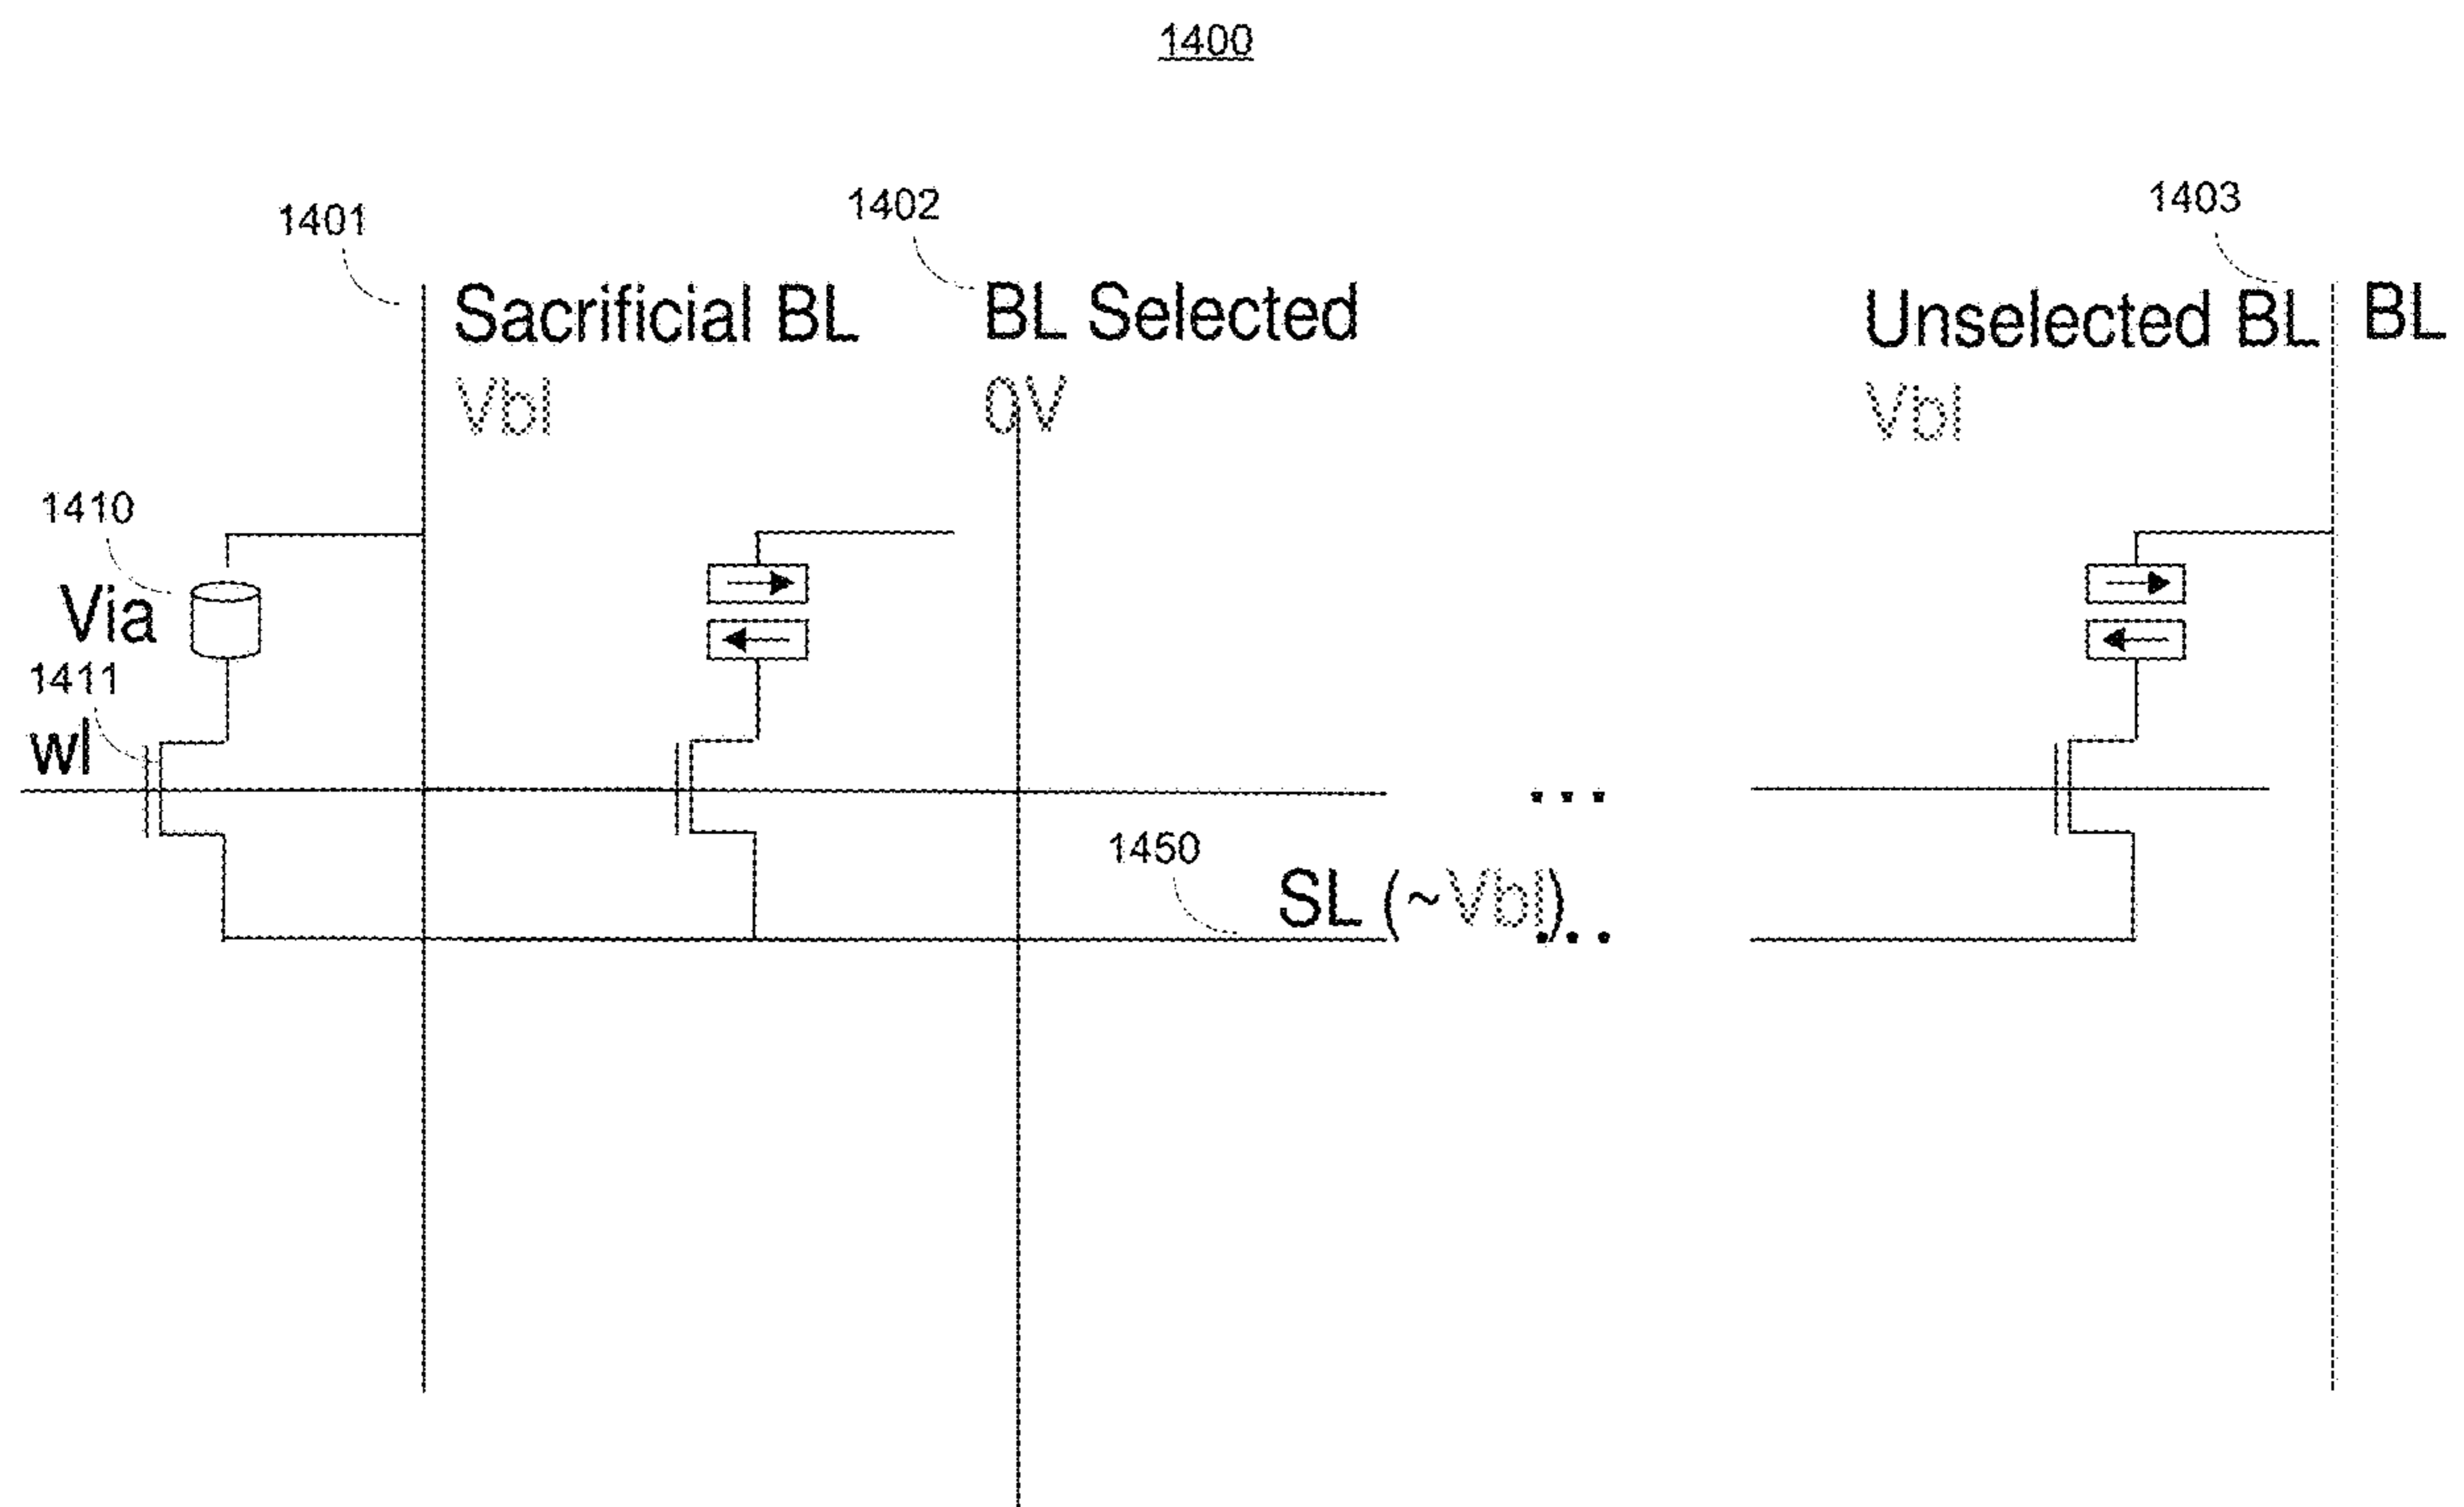 1400
1401
1402
1403
Sacrificial BL
BL Selected
Unselected BL
BL
Vbl
0V
Vbl
1410
Via
1411
wl
...
1450
SL (~Vbl)
...